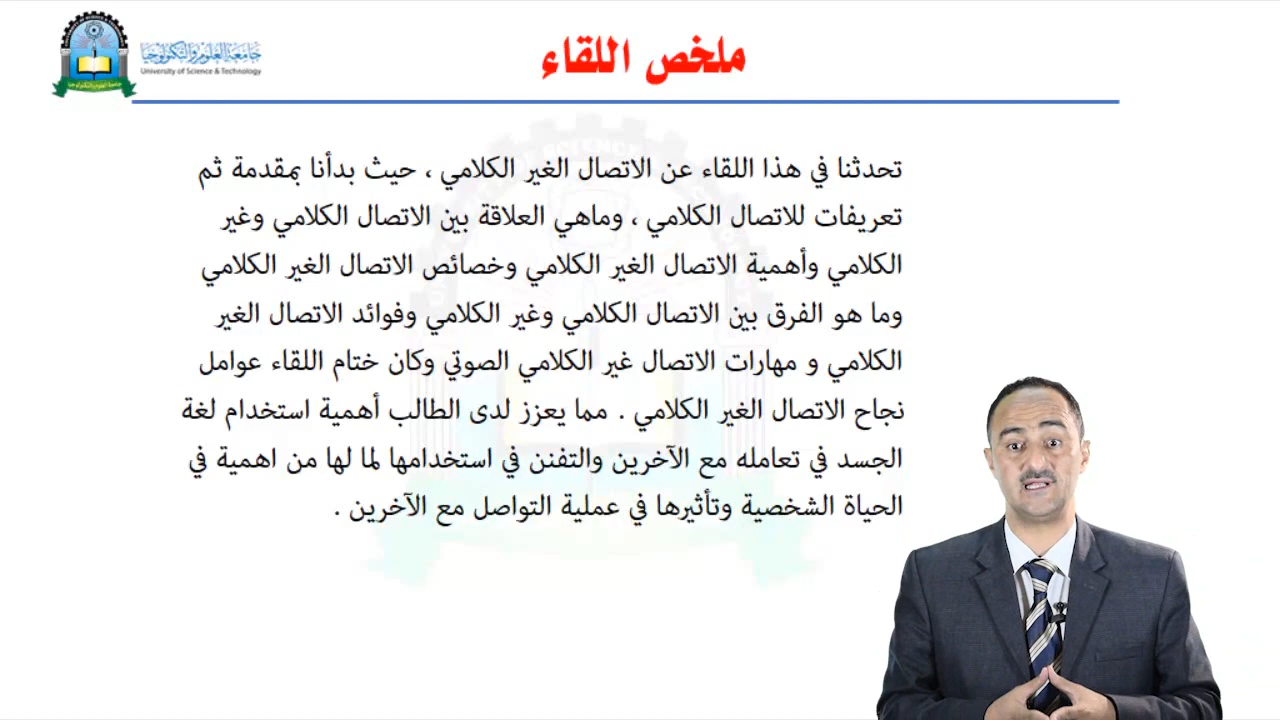 جامعة العلوم والتكنولوجيا
University of Science & Technology
ملخص اللقاء
تحدثنا في هذا اللقاء عن الاتصال الغير الكلامي ، حيث بدأنا بمقدمة ثم
تعريفات للاتصال الكلامي ، وماهي العلاقة بين الاتصال الكلامي وغير
الكلامي وأهمية الاتصال الغير الكلامي وخصائص الاتصال الغير الكلامي
وما هو الفرق بين الاتصال الكلامي وغير الكلامي وفوائد الاتصال الغير
الكلامي و مهارات الاتصال غير الكلامي الصوتي وكان ختام اللقاء عوامل
نجاح الاتصال الغير الكلامي . مما يعزز لدى الطالب أهمية استخدام لغة
الجسد في تعامله مع الآخرين والتفنن في استخدامها لما لها من اهمية في
الحياة الشخصية وتأثيرها في عملية التواصل مع الآخرين .